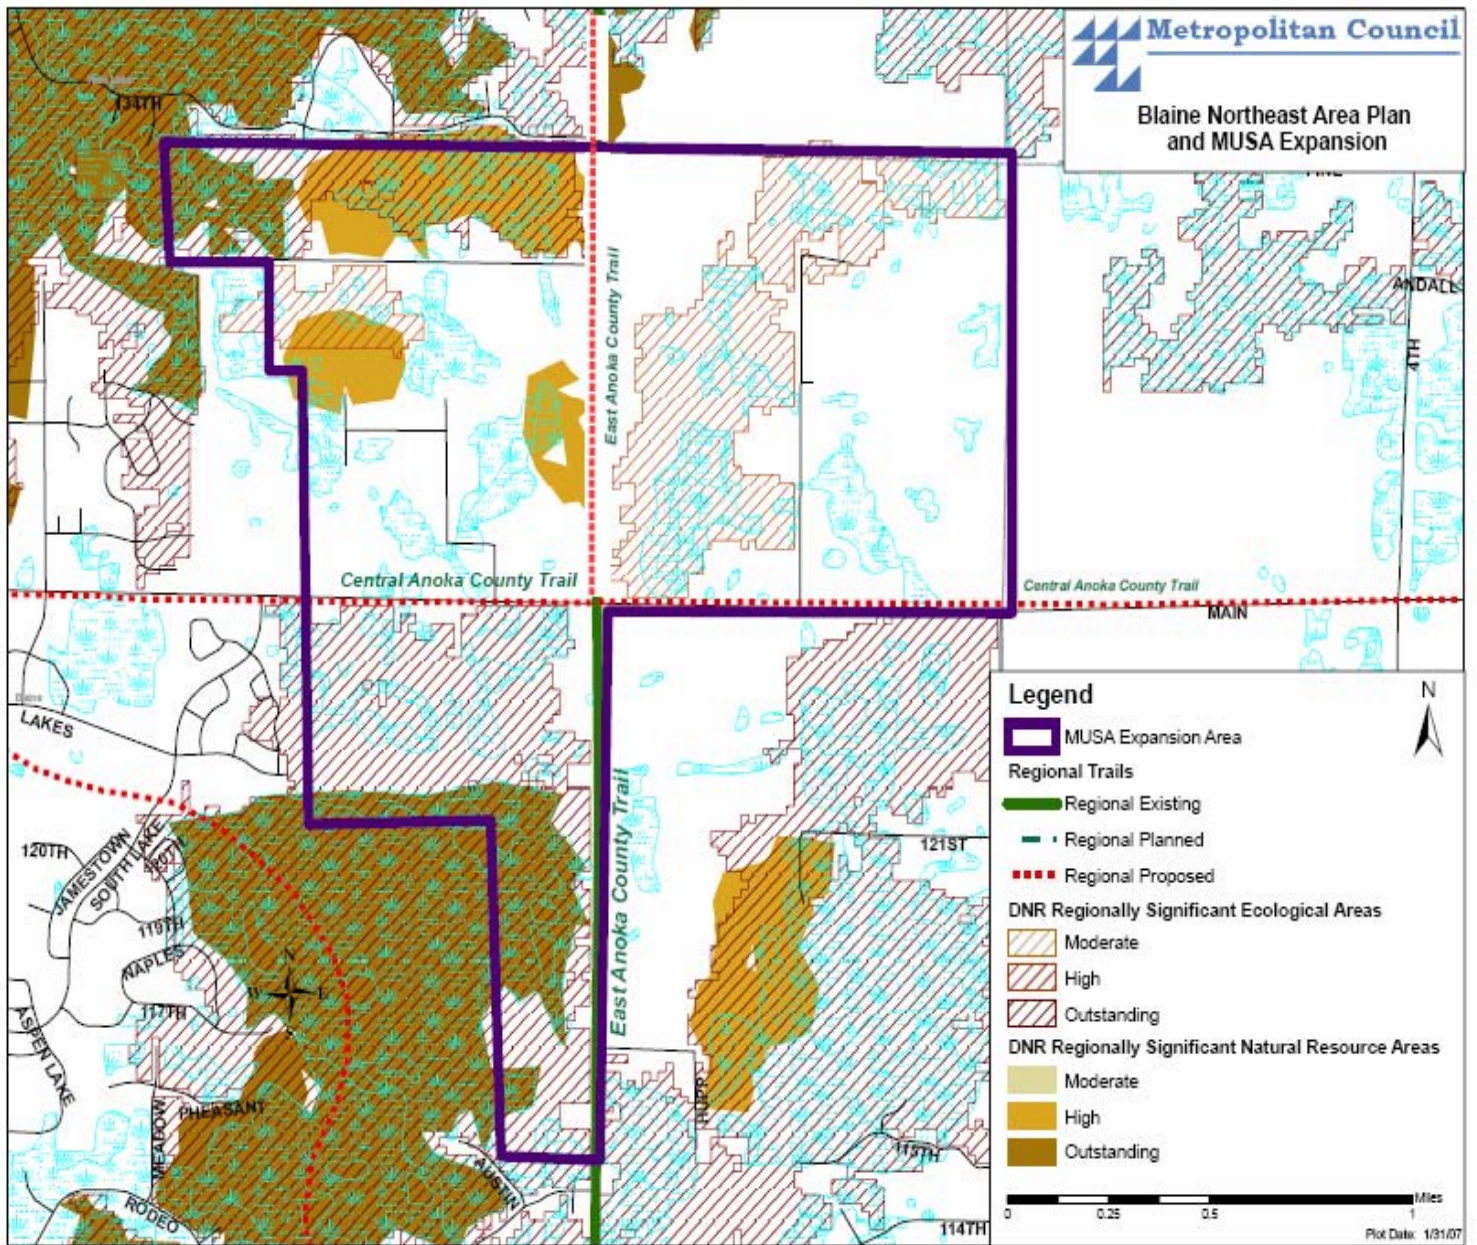 Metropolitan Council
Blaine Northeast Area Plan
and MUSA Expansion
134TH
ANDALL
4TH
East Anoka County Trail
Central Anoka County Trail
Central Anoka County Trail
MAIN
LAKES
East Anoka County Trail
120TH
JAMESTOWN
SOUTH LAKE
120TH
119TH
NAPLES
117TH
ASPEN LAKE
PHEASANT
MEADOW
RODEO
AUSTIN
W
E
121ST
HUPP
115TH
114TH
Legend
N
MUSA Expansion Area
Regional Trails
Regional Existing
Regional Planned
Regional Proposed
DNR Regionally Significant Ecological Areas
Moderate
High
Outstanding
DNR Regionally Significant Natural Resource Areas
Moderate
High
Outstanding
Miles
0 0.25 0.5 1
Plot Date: 1/31/07